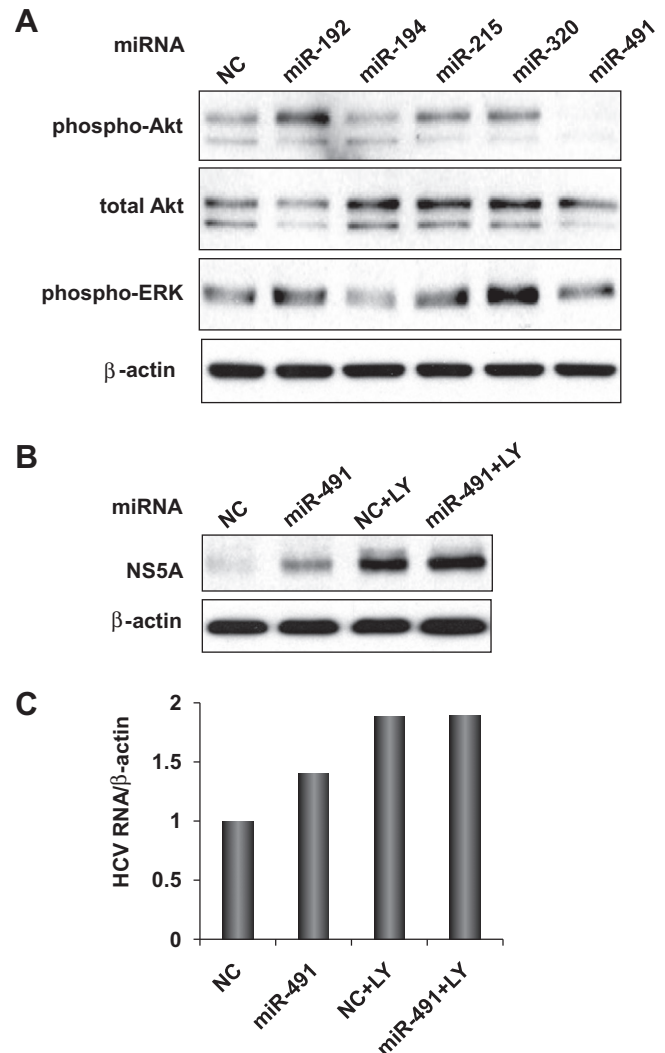 A
miRNA
NC
miR-192
miR-194
miR-215
miR-320
miR-491
phospho-Akt
total Akt
phospho-ERK
β-actin
B
miRNA
NC
miR-491
NC+LY
miR-491+LY
NS5A
β-actin
C
HCV RNA/β-actin
2
1.5
1
0.5
0
NC
miR-491
NC+LY
miR-491+LY